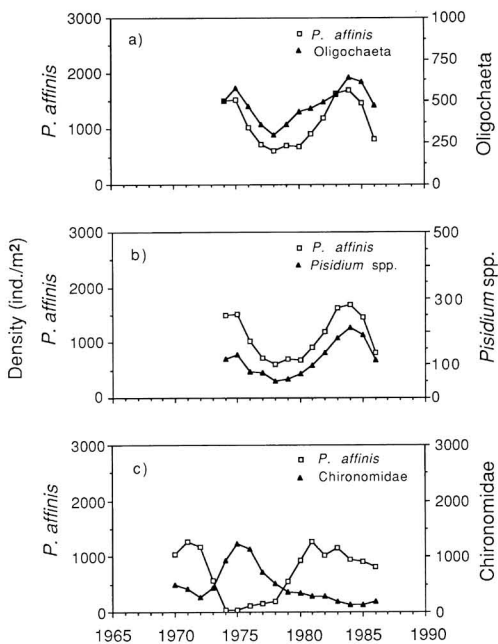 a)
P. affinis
Oligochaeta
3000
2000
1000
0
P. affinis
1000
750
500
250
0
Oligochaeta
b)
P. affinis
Pisidium spp.
3000
2000
1000
0
Density (ind./m²)
P. affinis
500
300
100
0
Pisidium spp.
c)
P. affinis
Chironomidae
3000
2000
1000
0
P. affinis
3000
2000
1000
0
Chironomidae
1965 1970 1975 1980 1985 1990